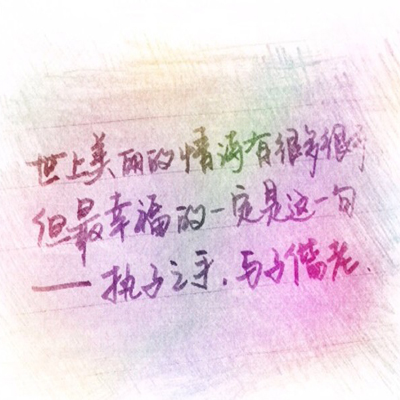 世上美丽的情海有很多很多
但最幸福的一定是这一句
——执子之手,与子偕老.